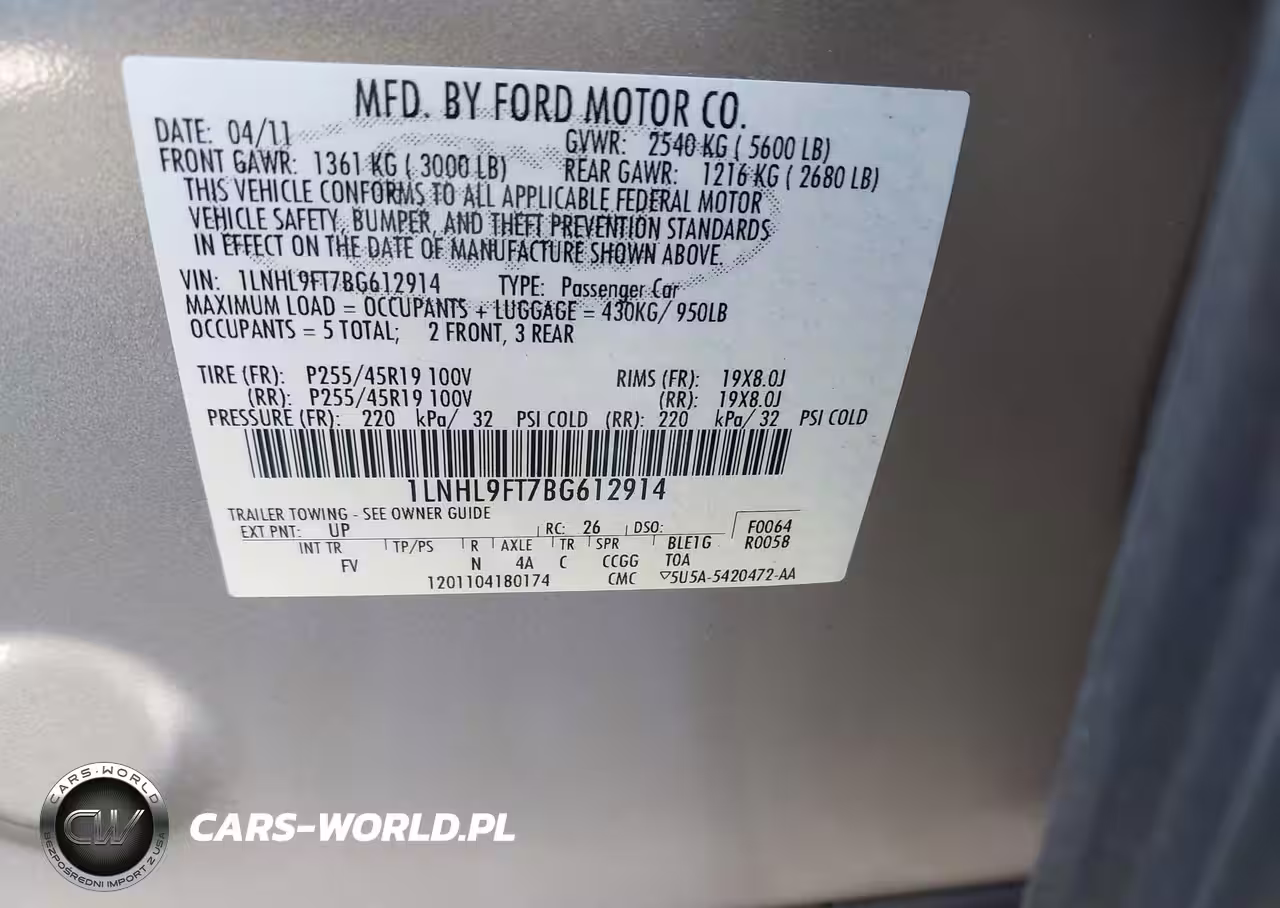 MFD. BY FORD MOTOR CO.
DATE: 04/11 GVWR: 2540 KG ( 5600 LB)
FRONT GAWR: 1361 KG ( 3000 LB) REAR GAWR: 1216 KG ( 2680 LB)
THIS VEHICLE CONFORMS TO ALL APPLICABLE FEDERAL MOTOR
VEHICLE SAFETY, BUMPER, AND THEFT PREVENTION STANDARDS
IN EFFECT ON THE DATE OF MANUFACTURE SHOWN ABOVE.
VIN: 1LNHL9FT7BG612914 TYPE: Passenger Car
MAXIMUM LOAD = OCCUPANTS + LUGGAGE = 430KG/ 950LB
OCCUPANTS = 5 TOTAL; 2 FRONT, 3 REAR
TIRE (FR): P255/45R19 100V RIMS (FR): 19X8.0J
(RR): P255/45R19 100V (RR): 19X8.0J
PRESSURE (FR): 220 kPa/ 32 PSI COLD (RR): 220 kPa/ 32 PSI COLD
1LNHL9FT7BG612914
TRAILER TOWING - SEE OWNER GUIDE
EXT PNT: UP RC: 26 DSO: F0064
INT TR TP/PS R AXLE TR SPR BLE1G R0058
FV N 4A C CCGG TOA
1201104180174 CMC ▽5U5A-5420472-AA
CARS-WORLD
CW
BEZPOŚREDNI IMPORT Z USA
CARS-WORLD.PL